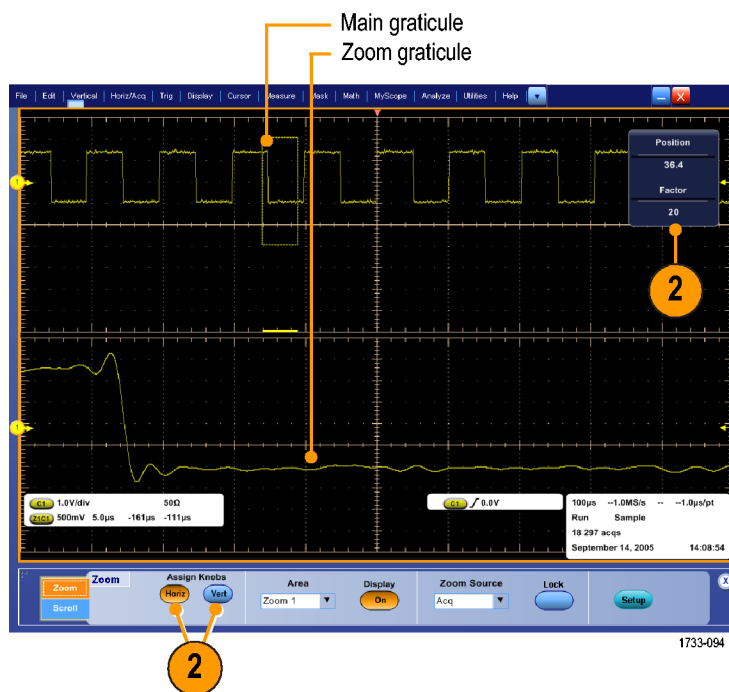 Main graticule
Zoom graticule
File | Edit | Vertical | Horiz/Acq | Trig | Display | Cursor | Measure | Mask | Math | MyScope | Analyze | Utilities | Help
X
Position
36.4
Factor
20
1
2
1
C1 1.0V/div 50Ω
Z1C1 500mV 5.0µs -161µs -111µs
C1 0.0V
100µs --1.0MS/s -- --1.0µs/pt
Run Sample
18 297 acqs
September 14, 2005 14:08:54
Zoom
Scroll
Zoom
Assign Knobs
Horiz
Vert
Area
Zoom 1
Display
On
Zoom Source
Acq
Lock
Setup
X
1733-094
2